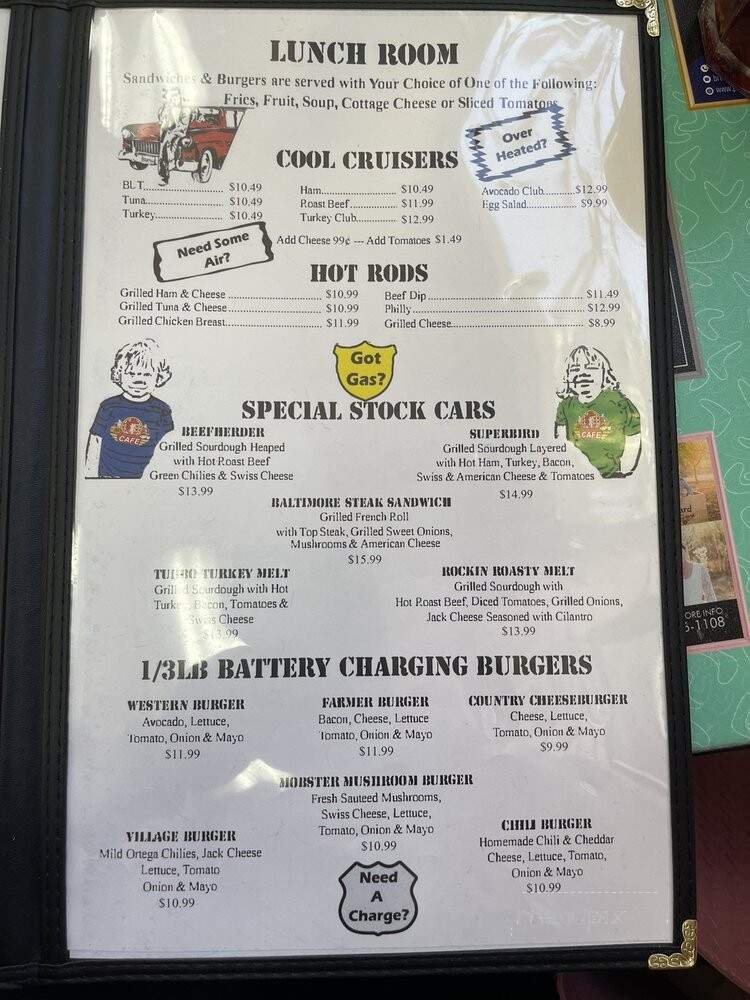 LUNCH ROOM
Sandwiches & Burgers are served with Your Choice of One of the Following:
Fries, Fruit, Soup, Cottage Cheese or Sliced Tomatoes
Over
Heated?
COOL CRUISERS
BLT.......... $10.49
Tuna.......... $10.49
Turkey.......... $10.49
Ham.......... $10.49
Roast Beef.......... $11.99
Turkey Club.......... $12.99
Avocado Club.......... $12.99
Egg Salad.......... $9.99
Need Some
Air?
Add Cheese 99¢ --- Add Tomatoes $1.49
HOT RODS
Grilled Ham & Cheese .......... $10.99
Grilled Tuna & Cheese .......... $10.99
Grilled Chicken Breast.......... $11.99
Beef Dip.......... $11.49
Philly.......... $12.99
Grilled Cheese.......... $8.99
Got
Gas?
CAFE
CAFE
SPECIAL STOCK CARS
BEEFHERDER
Grilled Sourdough Heaped
with Hot Roast Beef
Green Chilies & Swiss Cheese
$13.99
SUPERBIRD
Grilled Sourdough Layered
with Hot Ham, Turkey, Bacon,
Swiss & American Cheese & Tomatoes
$14.99
BALTIMORE STEAK SANDWICH
Grilled French Roll
with Top Steak, Grilled Sweet Onions,
Mushrooms & American Cheese
$15.99
TURBO TURKEY MELT
Grilled Sourdough with Hot
Turkey, Bacon, Tomatoes &
Swiss Cheese
$13.99
ROCKIN ROASTY MELT
Grilled Sourdough with
Hot Roast Beef, Diced Tomatoes, Grilled Onions,
Jack Cheese Seasoned with Cilantro
$13.99
1/3LB BATTERY CHARGING BURGERS
WESTERN BURGER
Avocado, Lettuce,
Tomato, Onion & Mayo
$11.99
FARMER BURGER
Bacon, Cheese, Lettuce
Tomato, Onion & Mayo
$11.99
COUNTRY CHEESEBURGER
Cheese, Lettuce,
Tomato, Onion & Mayo
$9.99
MOBSTER MUSHROOM BURGER
Fresh Sauteed Mushrooms,
Swiss Cheese, Lettuce,
Tomato, Onion & Mayo
$10.99
VILLAGE BURGER
Mild Ortega Chilies, Jack Cheese
Lettuce, Tomato
Onion & Mayo
$10.99
CHILI BURGER
Homemade Chili & Cheddar
Cheese, Lettuce, Tomato,
Onion & Mayo
$10.99
Need
A
Charge?
ORE INFO
5-1108